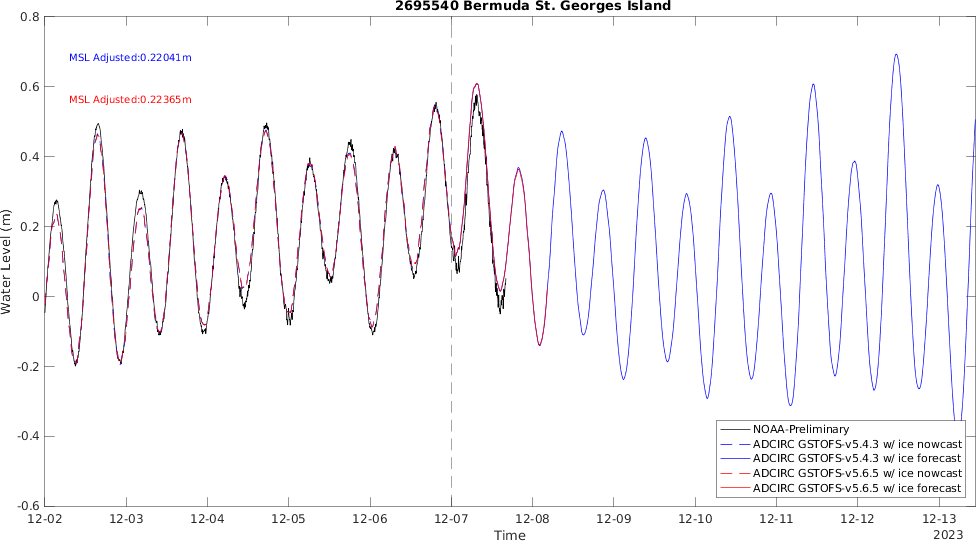 2695540 Bermuda St. Georges Island
MSL Adjusted:0.22041m
MSL Adjusted:0.22365m
Water Level (m)
0.8
0.6
0.4
0.2
0
-0.2
-0.4
-0.6
NOAA-Preliminary
ADCIRC GSTOFS-v5.4.3 w/ ice nowcast
ADCIRC GSTOFS-v5.4.3 w/ ice forecast
ADCIRC GSTOFS-v5.6.5 w/ ice nowcast
ADCIRC GSTOFS-v5.6.5 w/ ice forecast
12-02 12-03 12-04 12-05 12-06 12-07 12-08 12-09 12-10 12-11 12-12 12-13
Time
2023